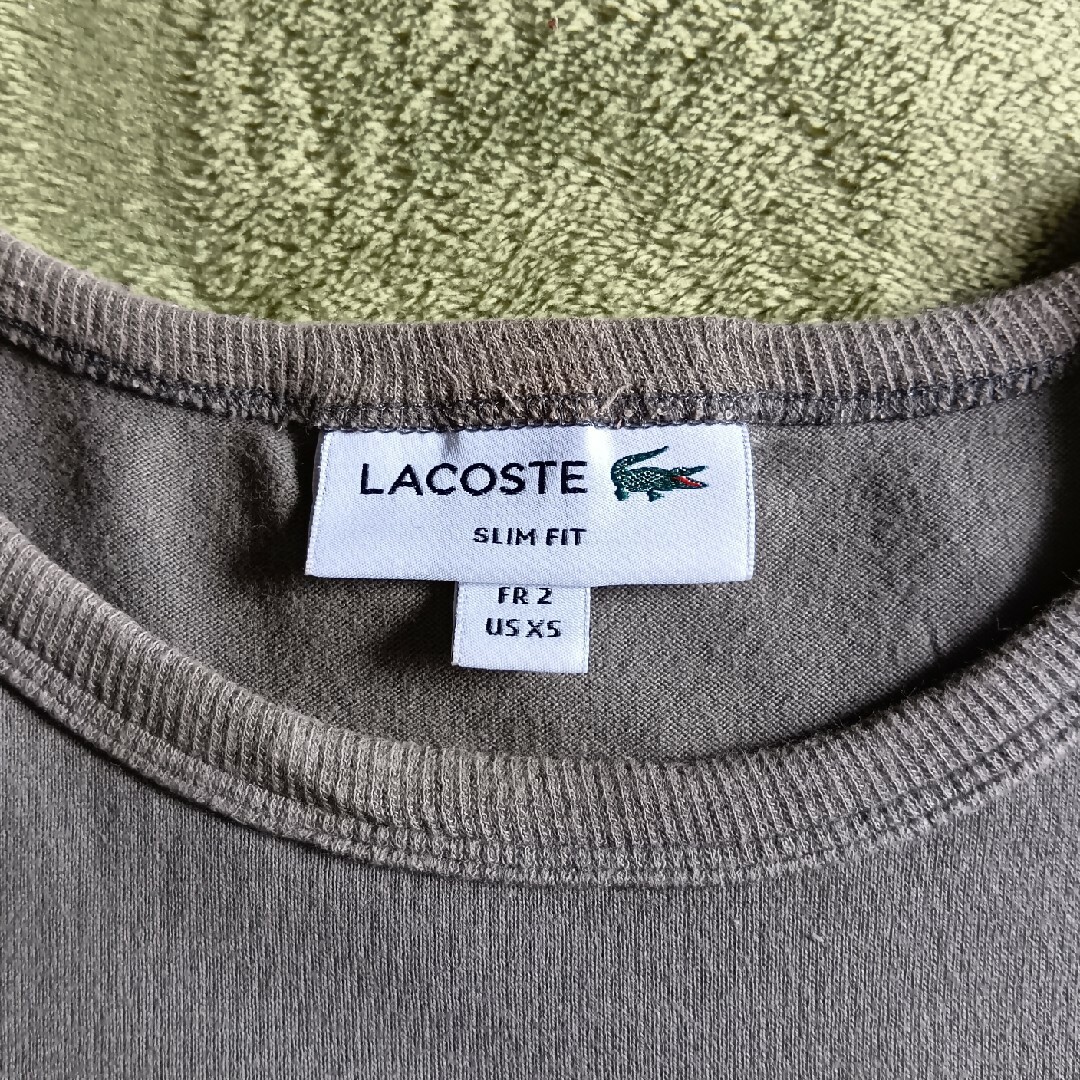 LACOSTE
SLIM FIT
FR 2
US XS